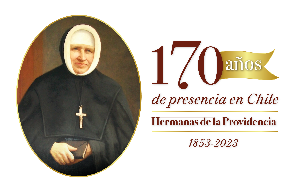 170 años
de presencia en Chile
Hermanas de la Providencia
1853-2023